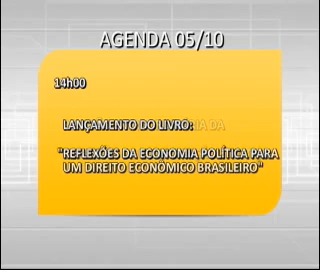 AGENDA 05/10
14h00
LANÇAMENTO DO LIVRO:
"REFLEXÕES DA ECONOMIA POLÍTICA PARA
UM DIREITO ECONÔMICO BRASILEIRO"